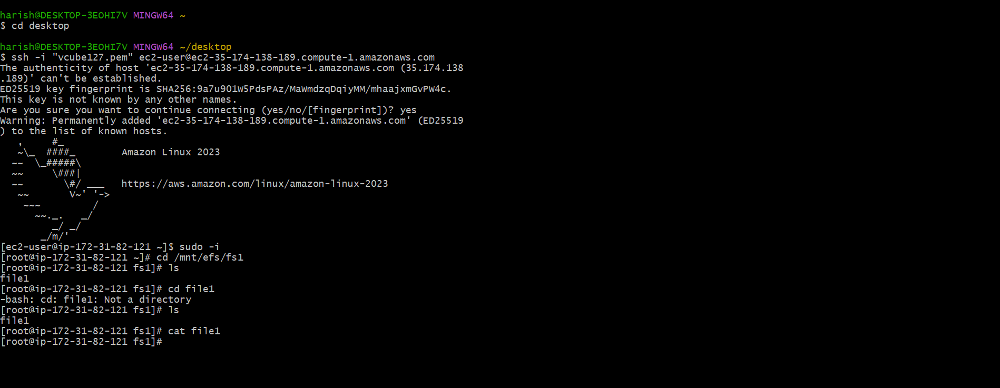 harish@DESKTOP-3EOHI7V MINGW64 ~
$ cd desktop

harish@DESKTOP-3EOHI7V MINGW64 ~/desktop
$ ssh -i "vcube127.pem" ec2-user@ec2-35-174-138-189.compute-1.amazonaws.com
The authenticity of host 'ec2-35-174-138-189.compute-1.amazonaws.com (35.174.138
.189)' can't be established.
ED25519 key fingerprint is SHA256:9a7u9O1W5PdsPAz/MaWmdzqDqiyMM/mhaajxmGvPW4c.
This key is not known by any other names.
Are you sure you want to continue connecting (yes/no/[fingerprint])? yes
Warning: Permanently added 'ec2-35-174-138-189.compute-1.amazonaws.com' (ED25519
) to the list of known hosts.
   ,     #_
   ~\_  ####_        Amazon Linux 2023
  ~~  \_#####\
  ~~     \###|
  ~~       \#/ ___   https://aws.amazon.com/linux/amazon-linux-2023
   ~~       V~' '->
    ~~~         /
      ~~._.   _/
         _/ _/
       _/m/'
[ec2-user@ip-172-31-82-121 ~]$ sudo -i
[root@ip-172-31-82-121 ~]# cd /mnt/efs/fs1
[root@ip-172-31-82-121 fs1]# ls
file1
[root@ip-172-31-82-121 fs1]# cd file1
-bash: cd: file1: Not a directory
[root@ip-172-31-82-121 fs1]# ls
file1
[root@ip-172-31-82-121 fs1]# cat file1
[root@ip-172-31-82-121 fs1]#